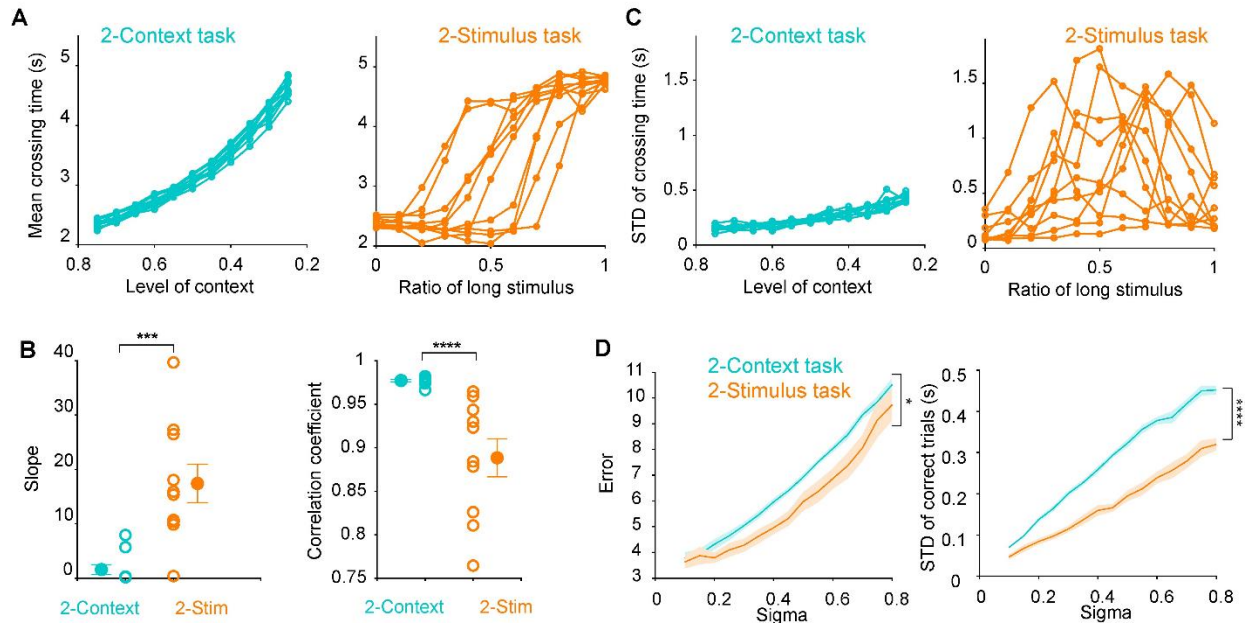 A
2-Context task
2-Stimulus task
Mean crossing time (s)
5
4
3
2
0.8
0.6
0.4
0.2
Level of context
5
4
3
2
0
0.5
1
Ratio of long stimulus
C
2-Context task
2-Stimulus task
STD of crossing time (s)
1.5
1
0.5
0
0.8
0.6
0.4
0.2
Level of context
1.5
1
0.5
0
0
0.5
1
Ratio of long stimulus
B
***
Slope
40
30
20
10
0
2-Context
2-Stim
****
Correlation coefficient
1
0.95
0.9
0.85
0.8
0.75
2-Context
2-Stim
D
2-Context task
2-Stimulus task
Error
11
10
9
8
7
6
5
4
3
0
0.2
0.4
0.6
0.8
Sigma
*
STD of correct trials (s)
0.5
0.4
0.3
0.2
0.1
0
0
0.2
0.4
0.6
0.8
Sigma
****